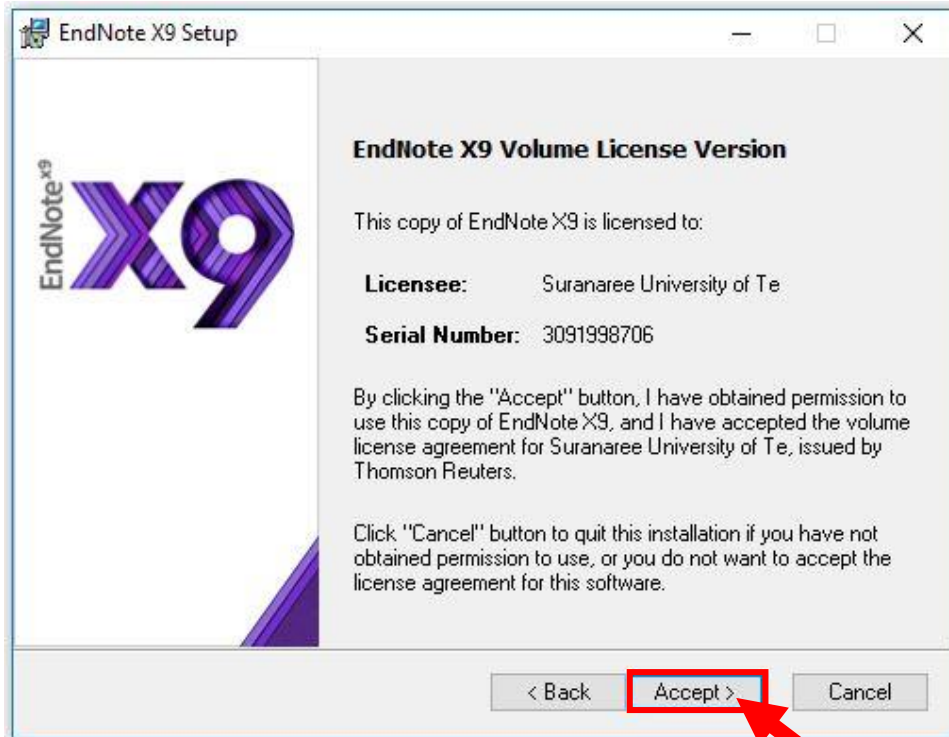 EndNote X9 Setup
EndNote X9
X9
EndNote X9 Volume License Version
This copy of EndNote X9 is licensed to:
Licensee: Suranaree University of Te
Serial Number: 3091998706
By clicking the "Accept" button, I have obtained permission to
use this copy of EndNote X9, and I have accepted the volume
license agreement for Suranaree University of Te, issued by
Thomson Reuters.
Click "Cancel" button to quit this installation if you have not
obtained permission to use, or you do not want to accept the
license agreement for this software.
< Back Accept > Cancel